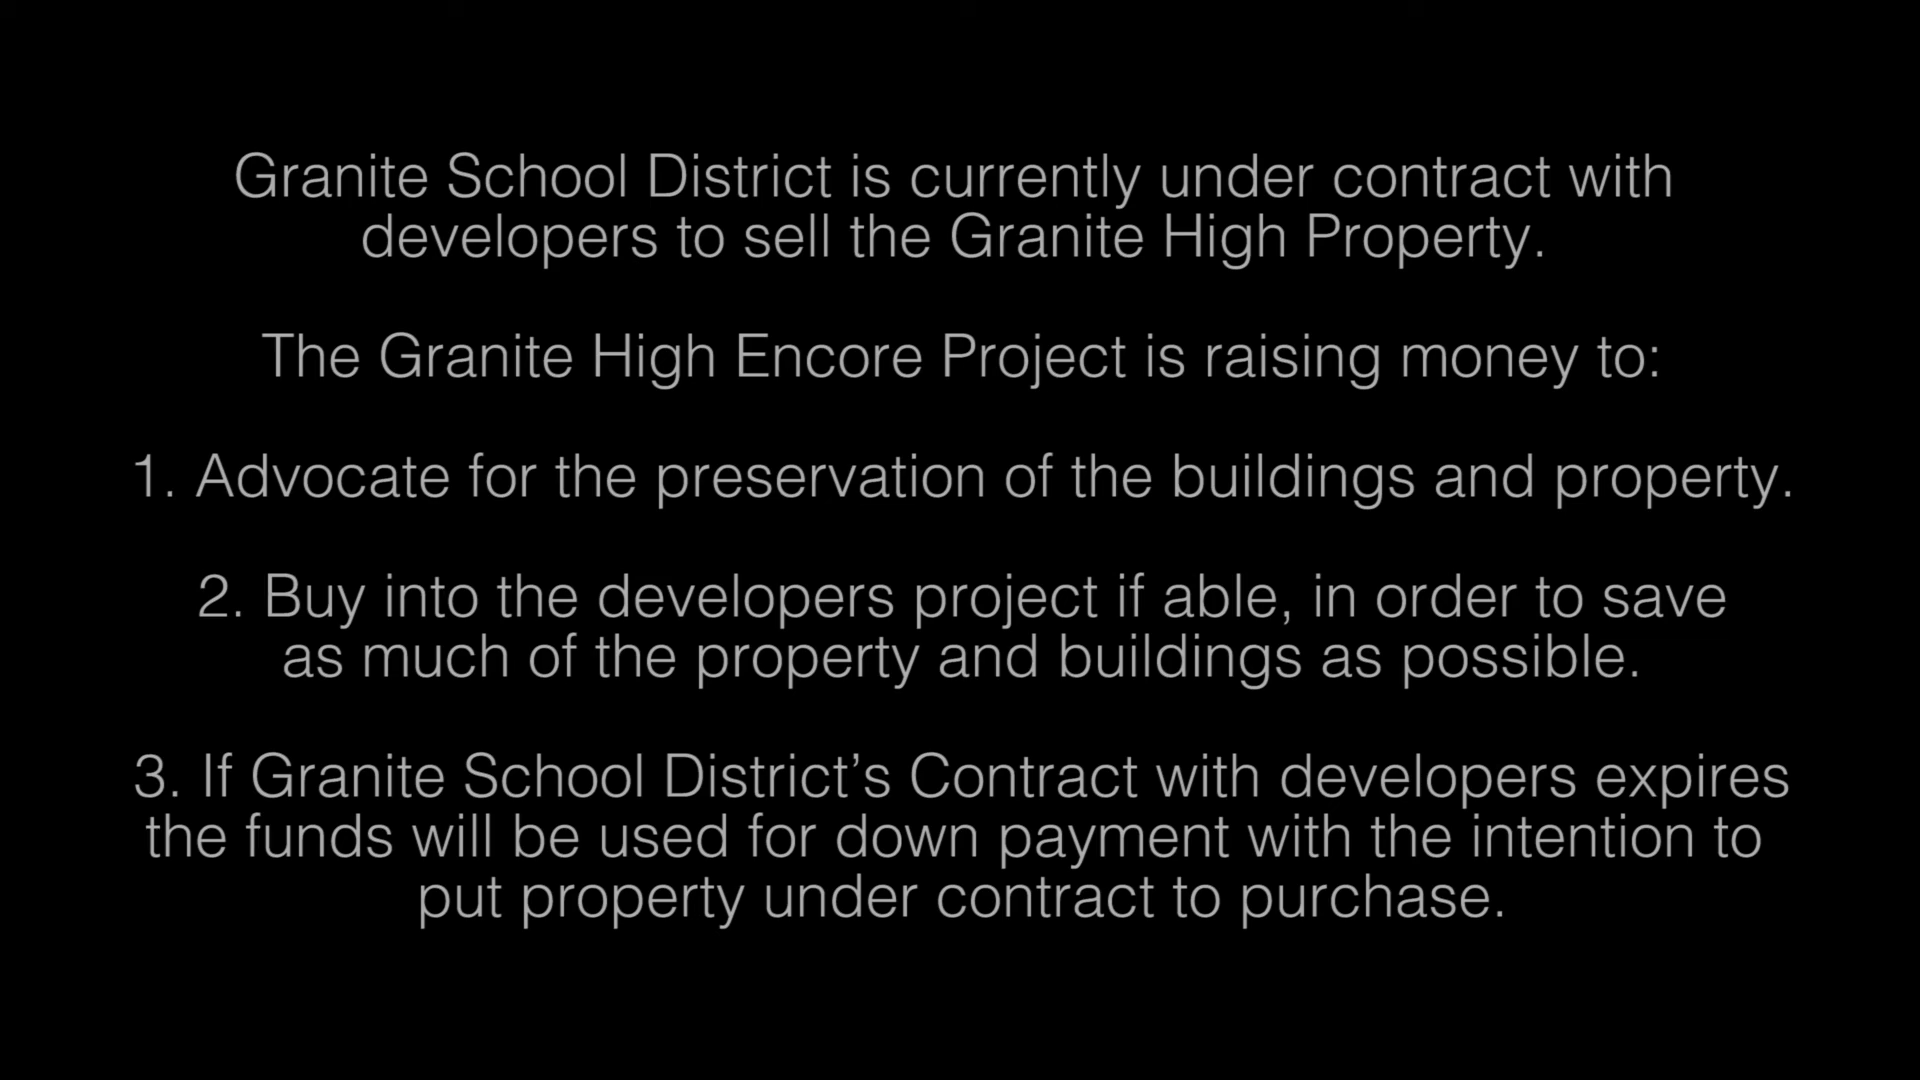 Granite School District is currently under contract with
developers to sell the Granite High Property.
The Granite High Encore Project is raising money to:
1. Advocate for the preservation of the buildings and property.
2. Buy into the developers project if able, in order to save
as much of the property and buildings as possible.
3. If Granite School District’s Contract with developers expires
the funds will be used for down payment with the intention to
put property under contract to purchase.